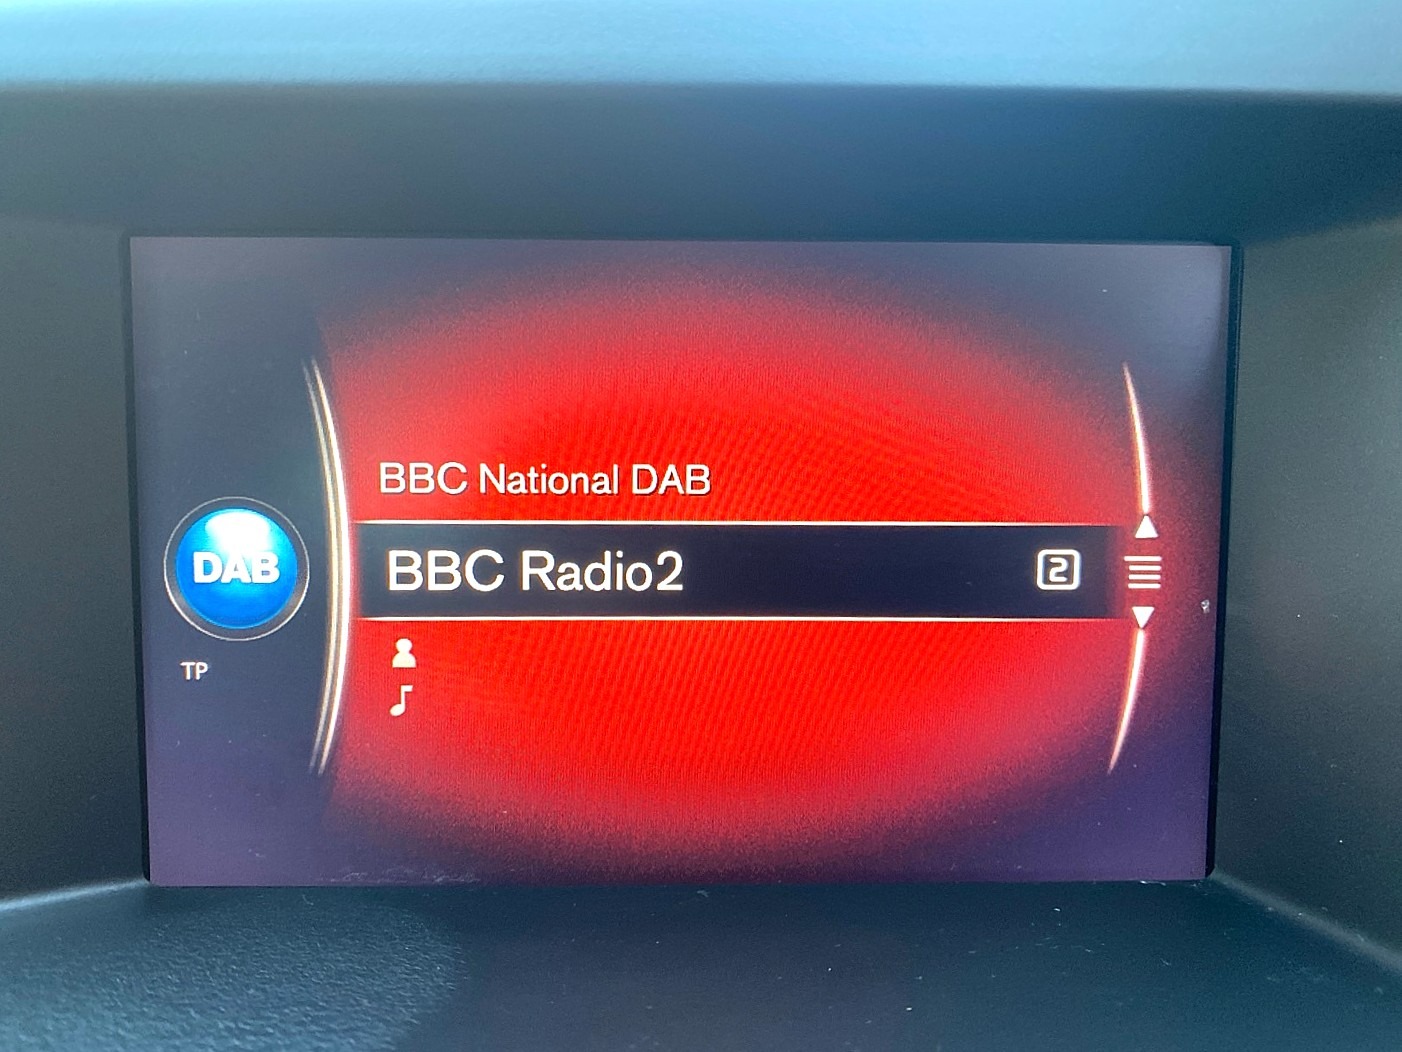 BBC National DAB
BBC Radio2 2
DAB
TP